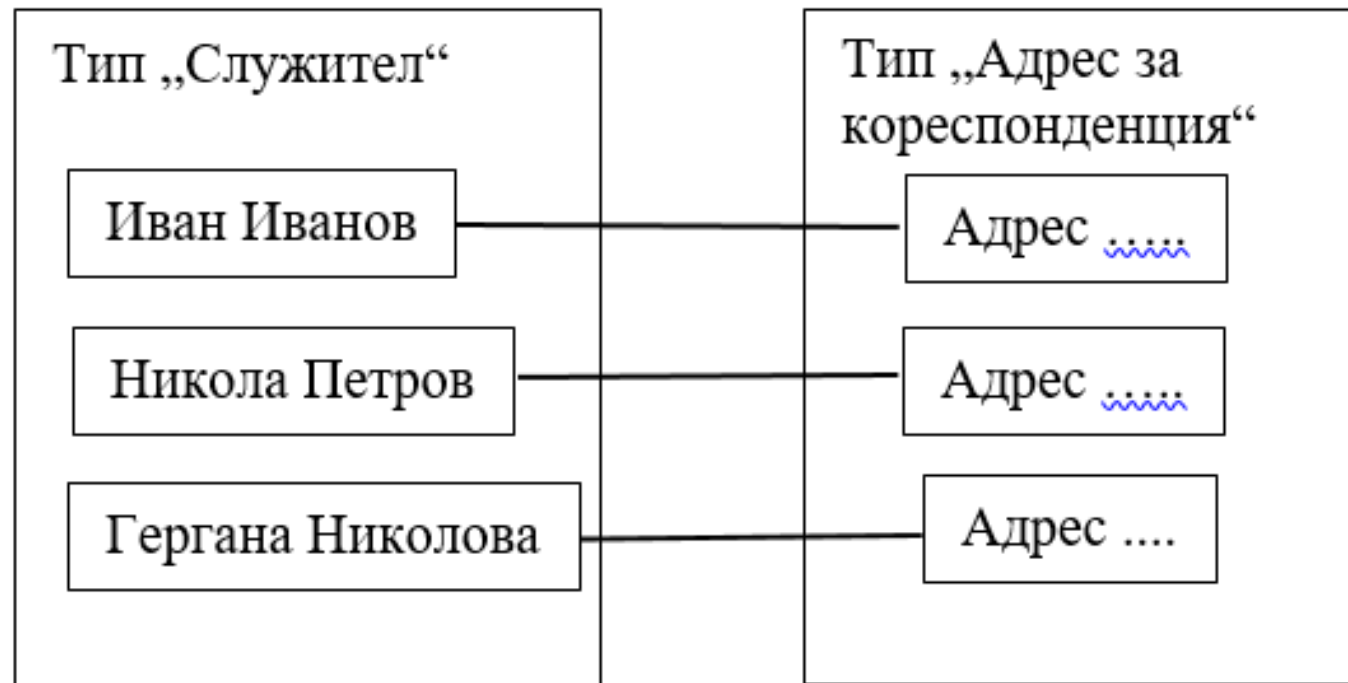 Тип „Служител“
Иван Иванов
Никола Петров
Гергана Николова
Тип „Адрес за
кореспонденция“
Адрес .....
Адрес .....
Адрес ....